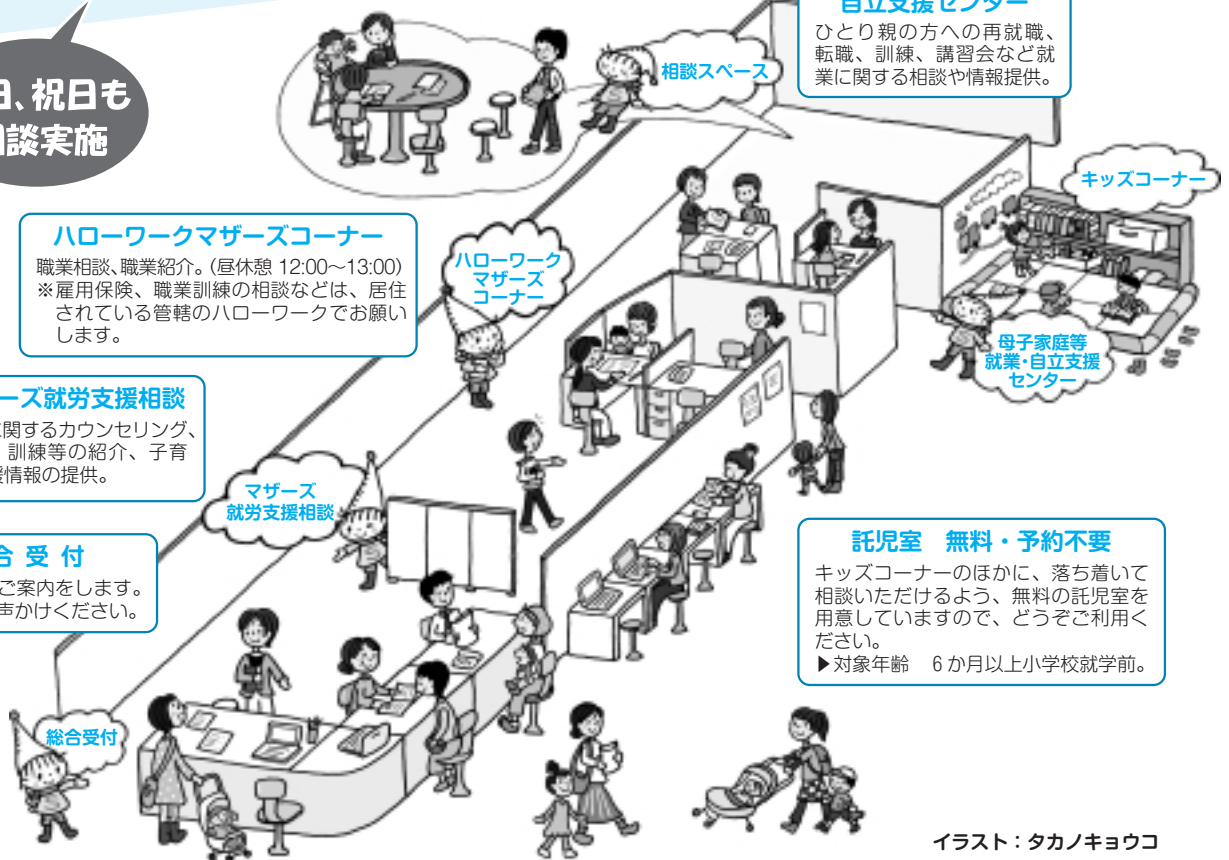 日、祝日も
相談実施
自立支援センター
ひとり親の方への再就職、
転職、訓練、講習会など就
業に関する相談や情報提供。
相談スペース
キッズコーナー
ハローワークマザーズコーナー
職業相談、職業紹介。(昼休憩 12:00〜13:00)
※雇用保険、職業訓練の相談などは、居住
されている管轄のハローワークでお願い
します。
ハローワーク
マザーズ
コーナー
母子家庭等
就業・自立支援
センター
ーズ就労支援相談
に関するカウンセリング、
訓練等の紹介、子育
援情報の提供。
マザーズ
就労支援相談
合 受 付
ご案内をします。
声かけください。
総合受付
託児室 無料・予約不要
キッズコーナーのほかに、落ち着いて
相談いただけるよう、無料の託児室を
用意していますので、どうぞご利用く
ださい。
▶対象年齢 6か月以上小学校就学前。
イラスト：タカノキョウコ